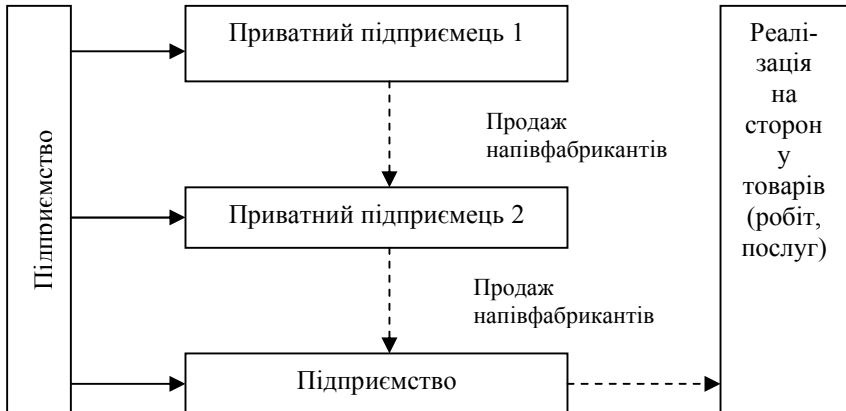 Підприємство
Приватний підприємець 1
Продаж
напівфабрикантів
Приватний підприємець 2
Продаж
напівфабрикантів
Підприємство
Реалі-
зація
на
сторон
у
товарів
(робіт,
послуг)